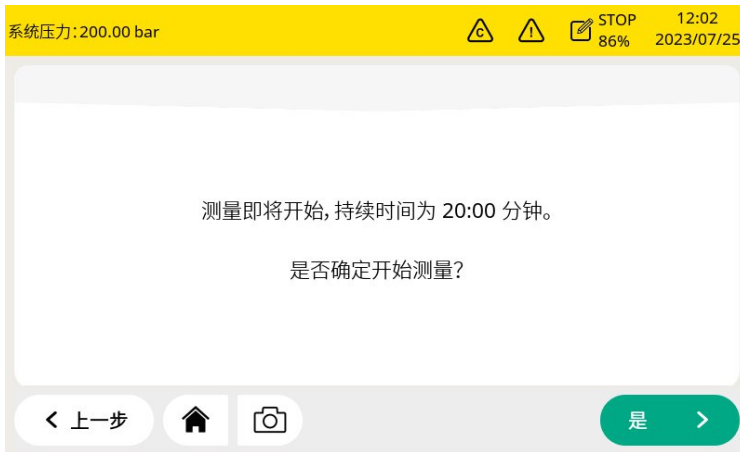 系统压力:200.00 bar
C
!
STOP
86%
12:02
2023/07/25
测量即将开始,持续时间为 20:00 分钟。
是否确定开始测量?
上一步
是